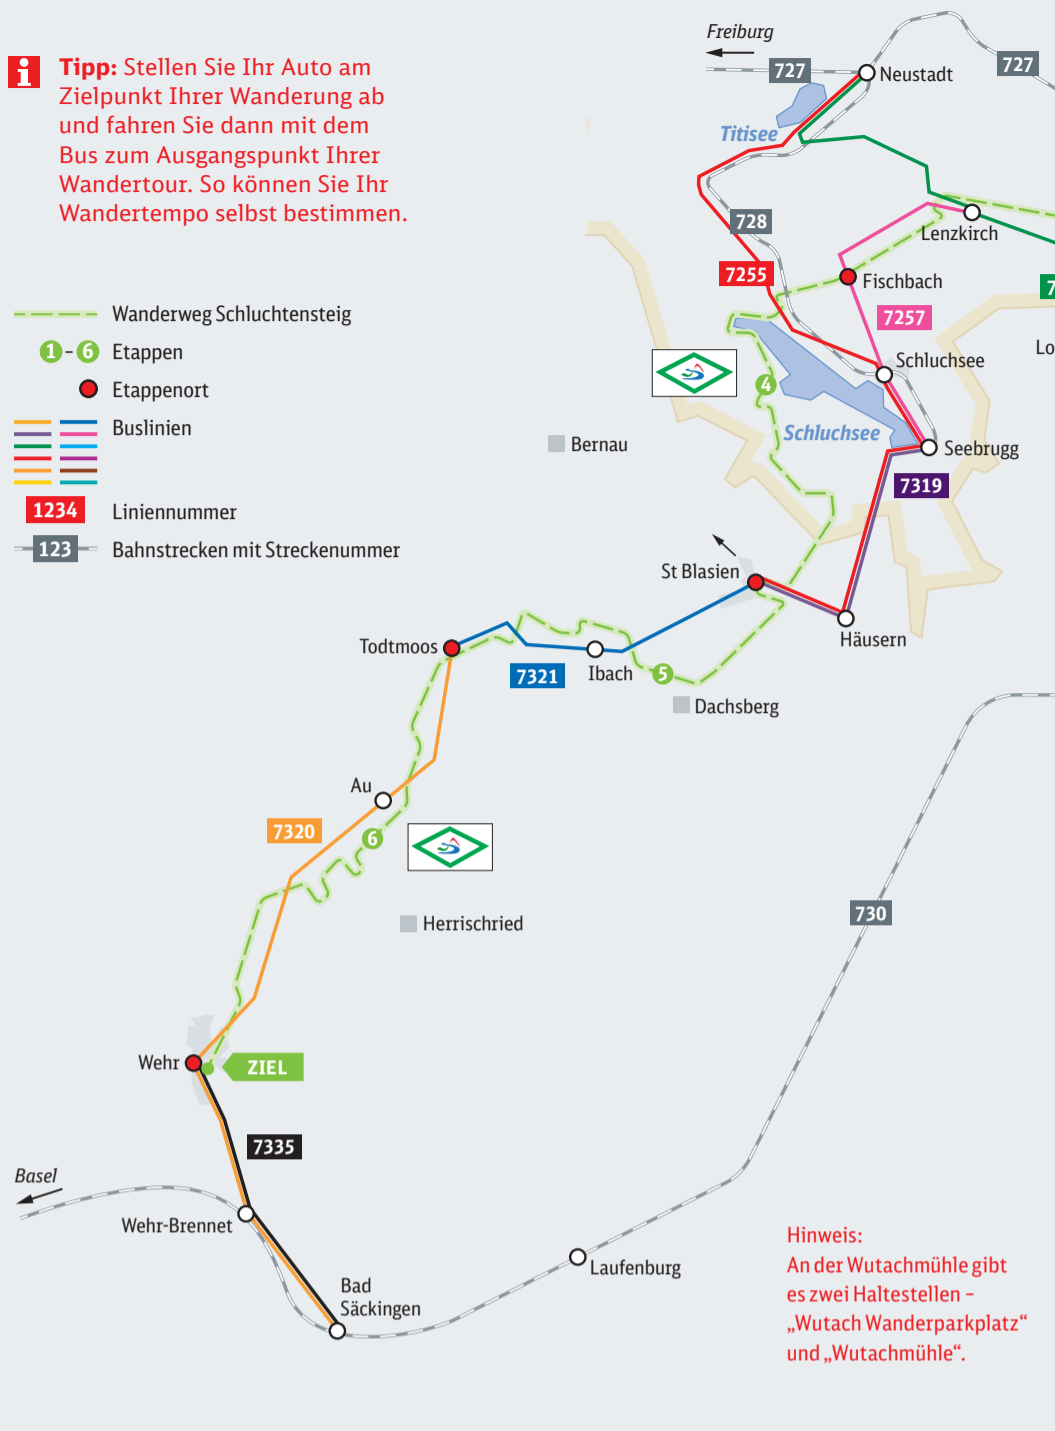 Tipp: Stellen Sie Ihr Auto am
Zielpunkt Ihrer Wanderung ab
und fahren Sie dann mit dem
Bus zum Ausgangspunkt Ihrer
Wandertour. So können Sie Ihr
Wandertempo selbst bestimmen.
Wanderweg Schluchtensteig
1 - 6 Etappen
Etappenort
Buslinien
1234 Liniennummer
123 Bahnstrecken mit Streckenummer
Freiburg
727
727
Neustadt
Titisee
728
Lenzkirch
7255
Fischbach
7
7257
Lo
Schluchsee
4
Schluchsee
Bernau
Seebrugg
7319
St Blasien
Häusern
Todtmoos
7321
Ibach
5
Dachsberg
Au
7320
6
Herrischried
730
Wehr
ZIEL
7335
Basel
Wehr-Brennet
Laufenburg
Bad
Säckingen
Hinweis:
An der Wutachmühle gibt
es zwei Haltestellen –
„Wutach Wanderparkplatz“
und „Wutachmühle“.